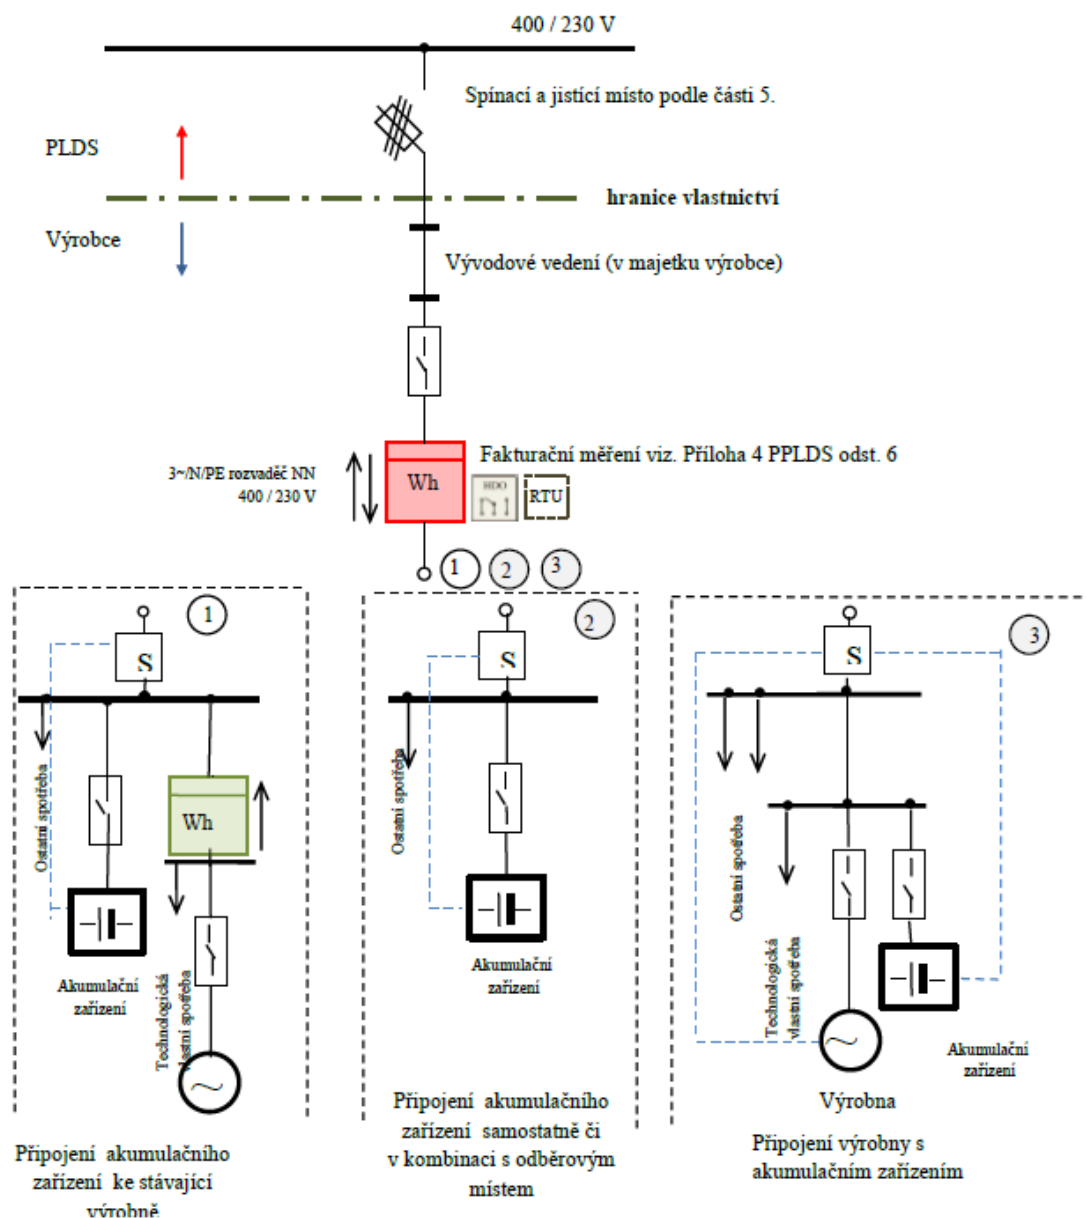 400 / 230 V
Spínací a jistící místo podle části 5.
PLDS
hranice vlastnictví
Výrobce
Vývodové vedení (v majetku výrobce)
Fakturační měření viz. Příloha 4 PPLDS odst. 6
3~/N/PE rozvaděč NN
400 / 230 V
Wh
HDO
RTU
1
2
3
1
S
Ostatní spotřeba
Wh
Akumulační
zařízení
Technologická
vlastní spotřeba
Připojení akumulačního
zařízení ke stávající
výrobně
2
S
Ostatní spotřeba
Akumulační
zařízení
Připojení akumulačního
zařízení samostatně či
v kombinaci s odběrovým
místem
3
S
Ostatní spotřeba
Technologická
vlastní spotřeba
Akumulační
zařízení
Výrobna
Připojení výrobny s
akumulačním zařízením